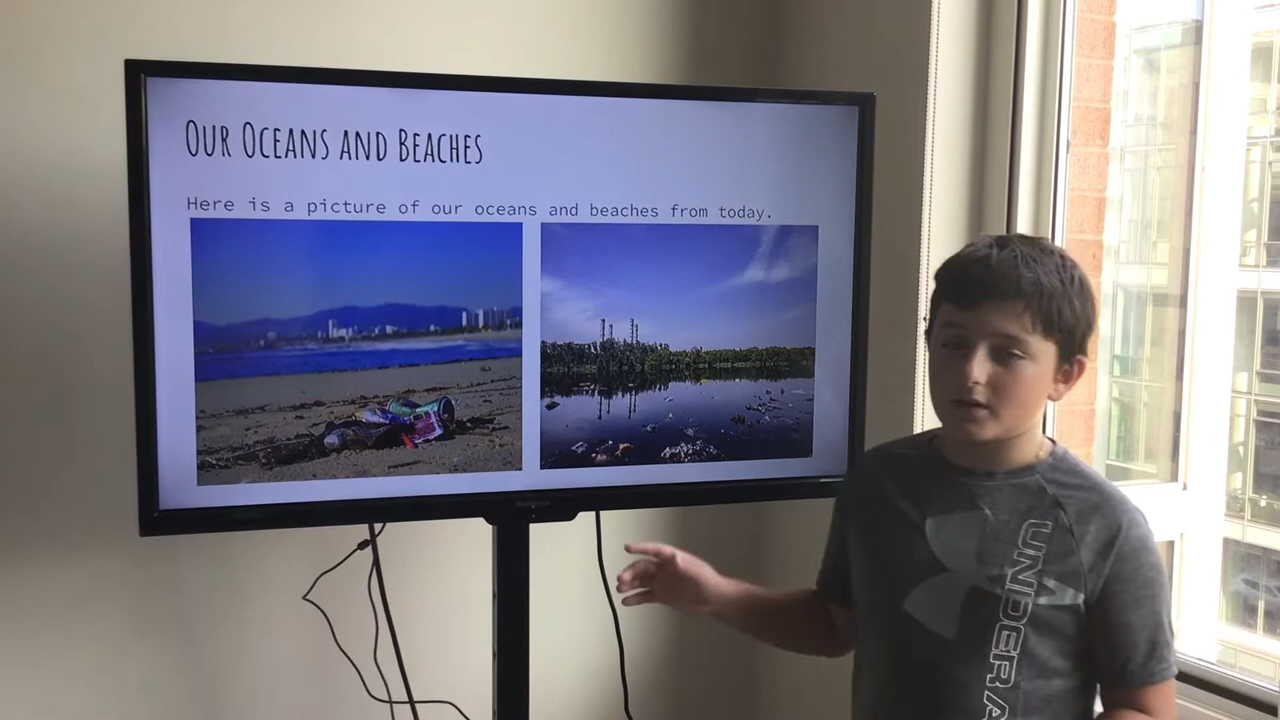 Our Oceans and Beaches
Here is a picture of our oceans and beaches from today.
UNDER A